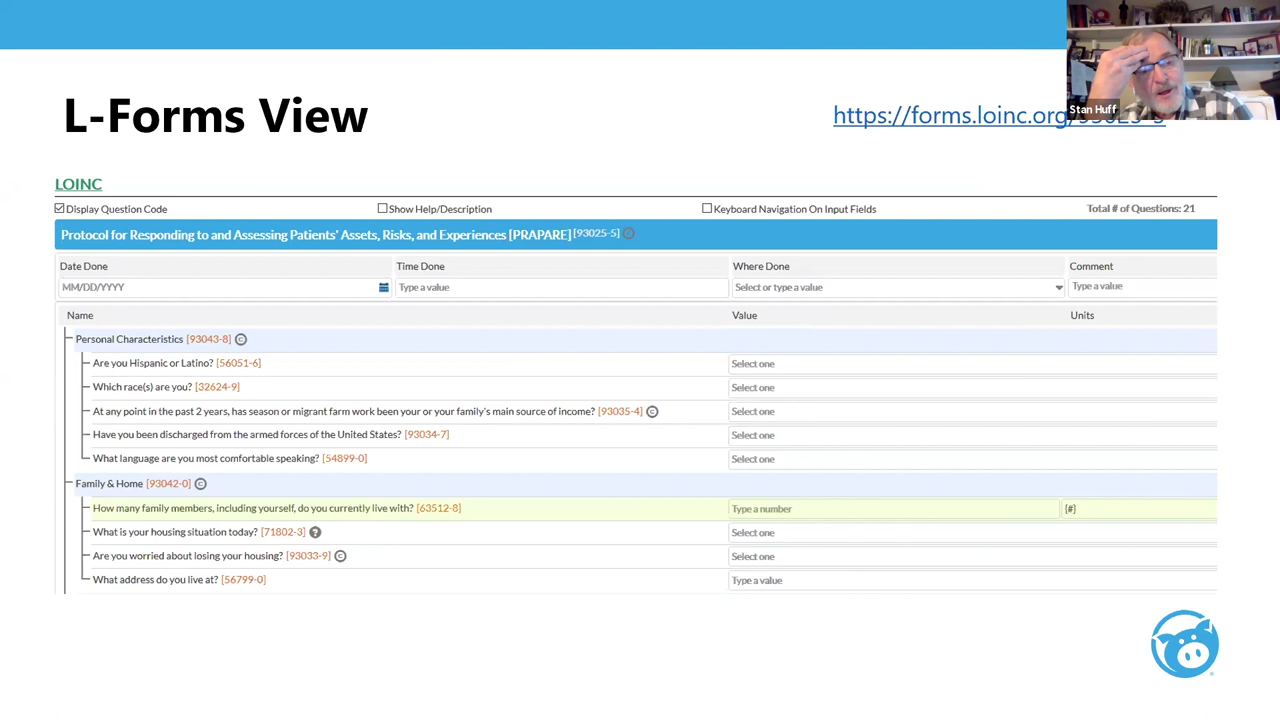 Stan Huff
L-Forms View
https://forms.loinc.org/
LOINC
Display Question Code
Show Help/Description
Keyboard Navigation On Input Fields
Total # of Questions: 21
Protocol for Responding to and Assessing Patients' Assets, Risks, and Experiences [PRAPARE] [93025-5]
Date Done
Time Done
Where Done
Comment
MM/DD/YYYY
Type a value
Select or type a value
Type a value
Name
Value
Units
Personal Characteristics [93043-8]
Are you Hispanic or Latino? [56051-6]
Select one
Which race(s) are you? [32624-9]
Select one
At any point in the past 2 years, has season or migrant farm work been your or your family's main source of income? [93035-4]
Select one
Have you been discharged from the armed forces of the United States? [93034-7]
Select one
What language are you most comfortable speaking? [54899-0]
Select one
Family & Home [93042-0]
How many family members, including yourself, do you currently live with? [63512-8]
Type a number
{#}
What is your housing situation today? [71802-3]
Select one
Are you worried about losing your housing? [93033-9]
Select one
What address do you live at? [56799-0]
Type a value